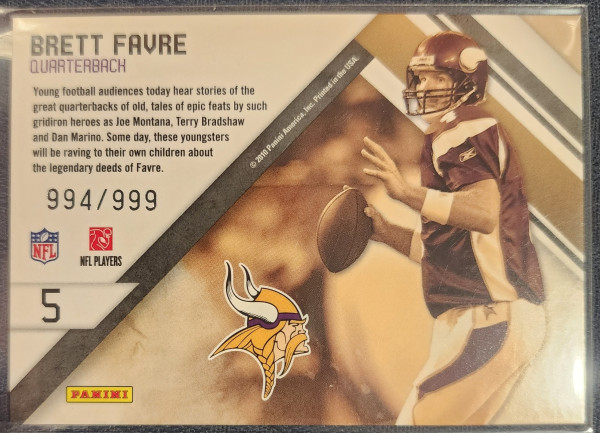 BRETT FAVRE
QUARTERBACK
Young football audiences today hear stories of the
great quarterbacks of old, tales of epic feats by such
gridiron heroes as Joe Montana, Terry Bradshaw
and Dan Marino. Some day, these youngsters
will be raving to their own children about
the legendary deeds of Favre.
994/999
NFL
NFL PLAYERS
5
PANINI
© 2010 Panini America, Inc. Printed in the USA.